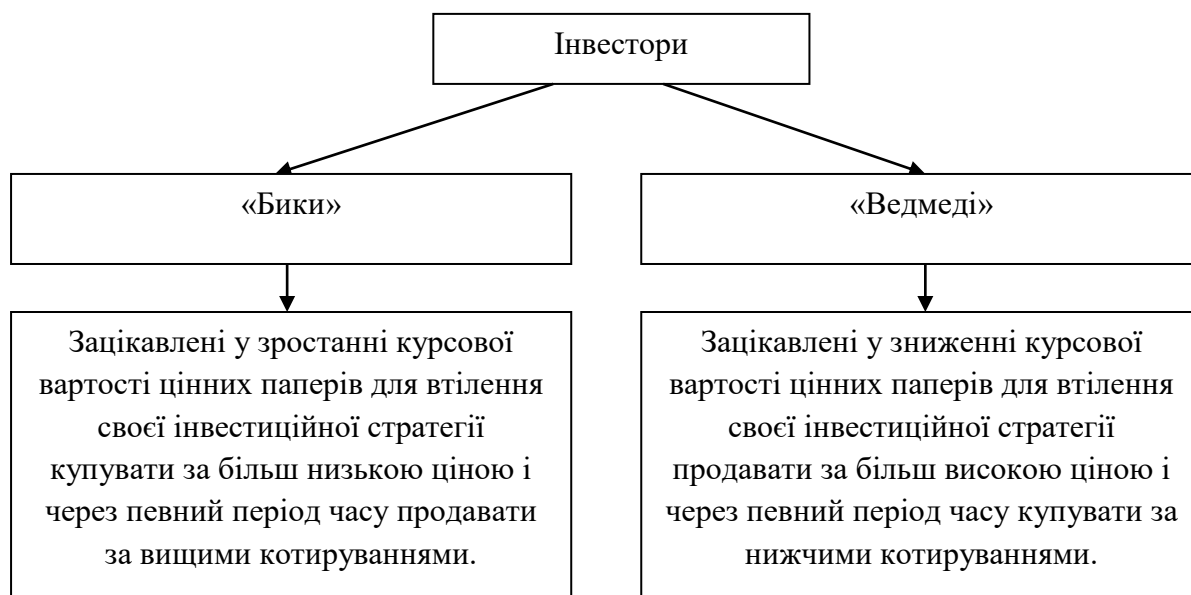 Інвестори
«Бики»
«Ведмеді»
Зацікавлені у зростанні курсової
вартості цінних паперів для втілення
своєї інвестиційної стратегії
купувати за більш низькою ціною і
через певний період часу продавати
за вищими котируваннями.
Зацікавлені у зниженні курсової
вартості цінних паперів для втілення
своєї інвестиційної стратегії
продавати за більш високою ціною і
через певний період часу купувати за
нижчими котируваннями.